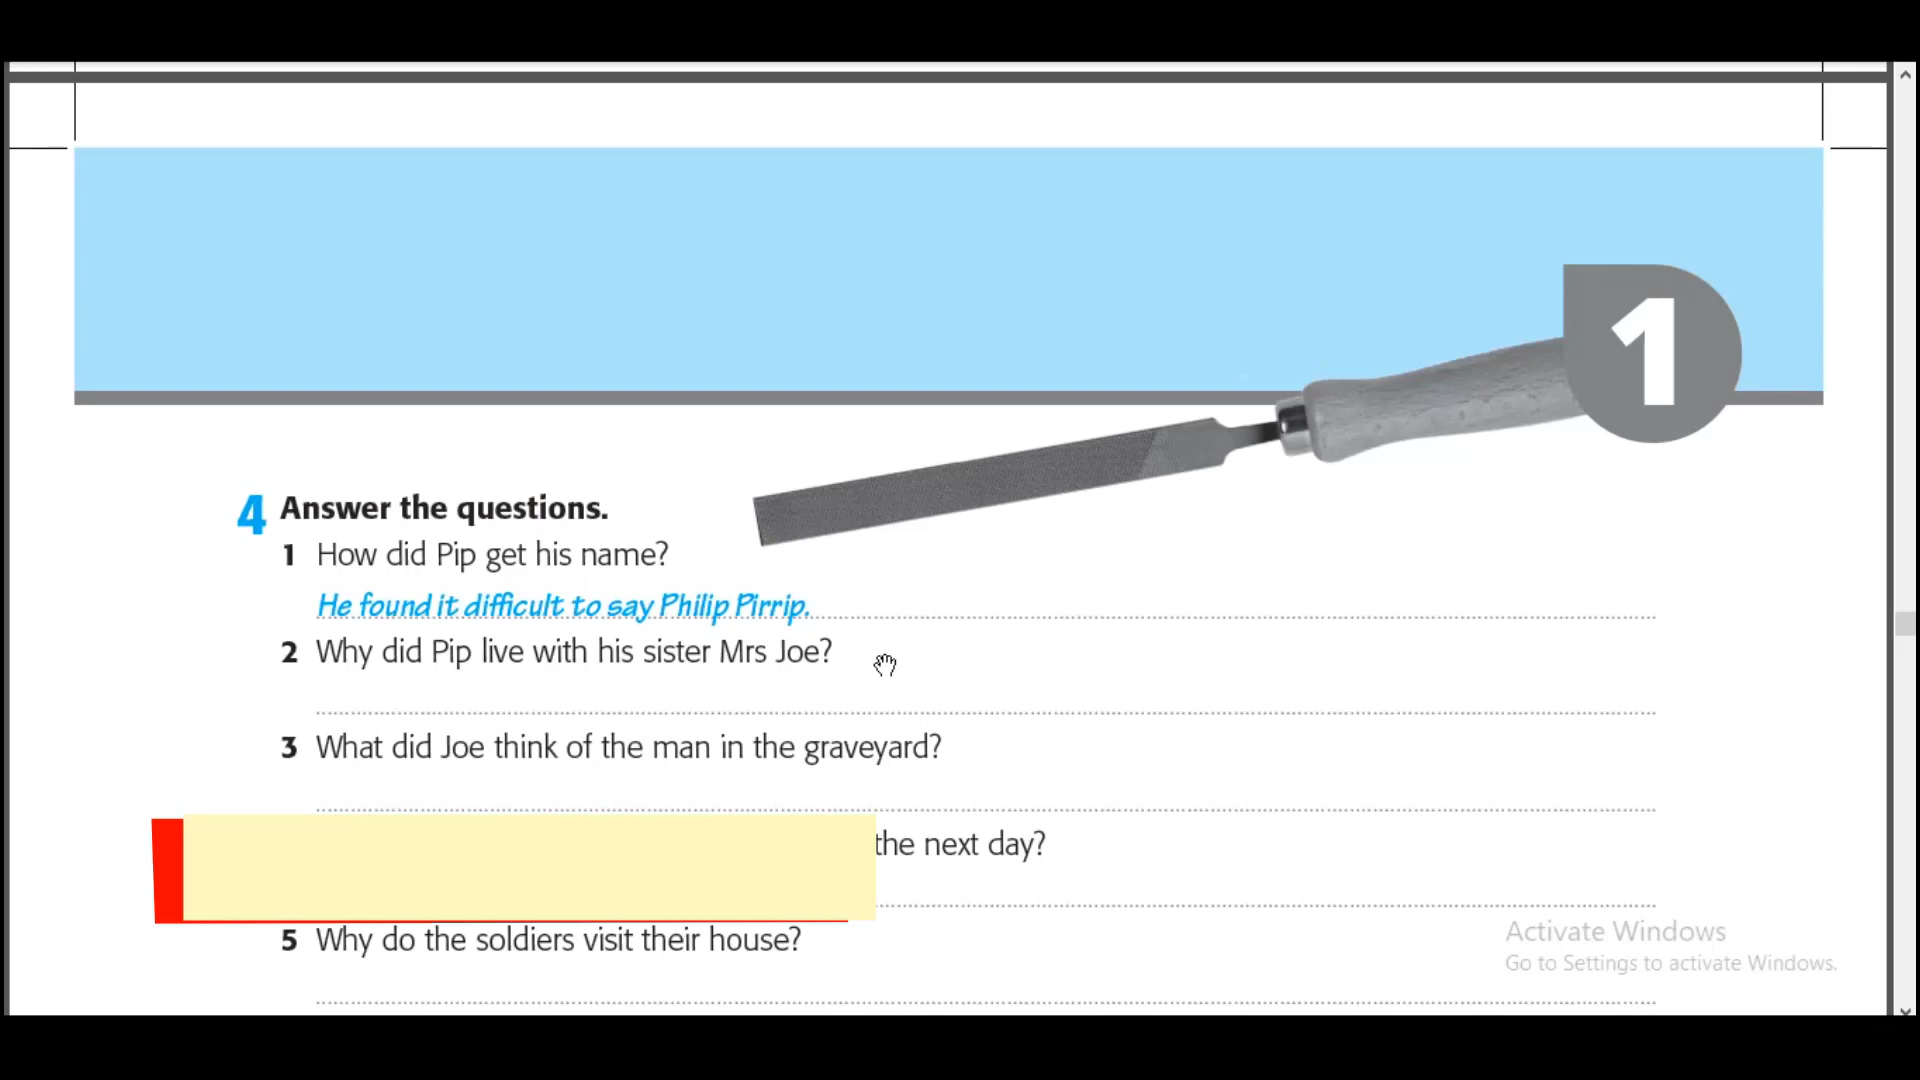 1
4 Answer the questions.
1 How did Pip get his name?
He found it difficult to say Philip Pirrip.
2 Why did Pip live with his sister Mrs Joe?
3 What did Joe think of the man in the graveyard?
the next day?
5 Why do the soldiers visit their house?
Activate Windows
Go to Settings to activate Windows.